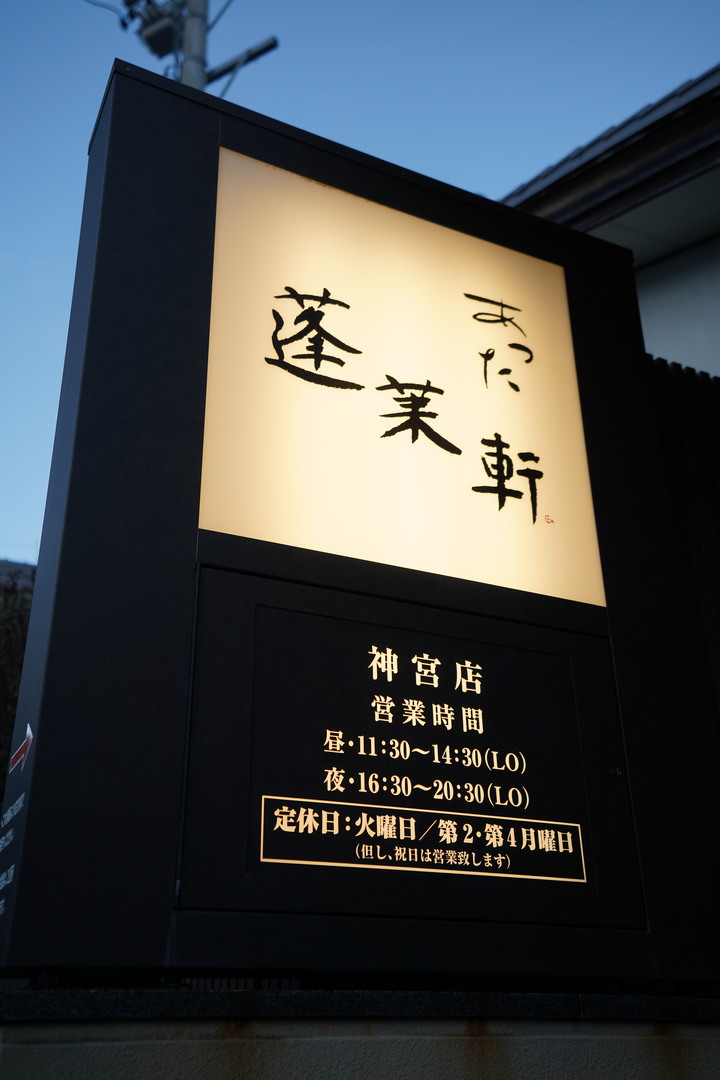 あつた
蓬莱軒
神宮店
営業時間
昼・11:30～14:30(LO)
夜・16:30～20:30(LO)
定休日:火曜日／第2・第4月曜日
(但し、祝日は営業致します)